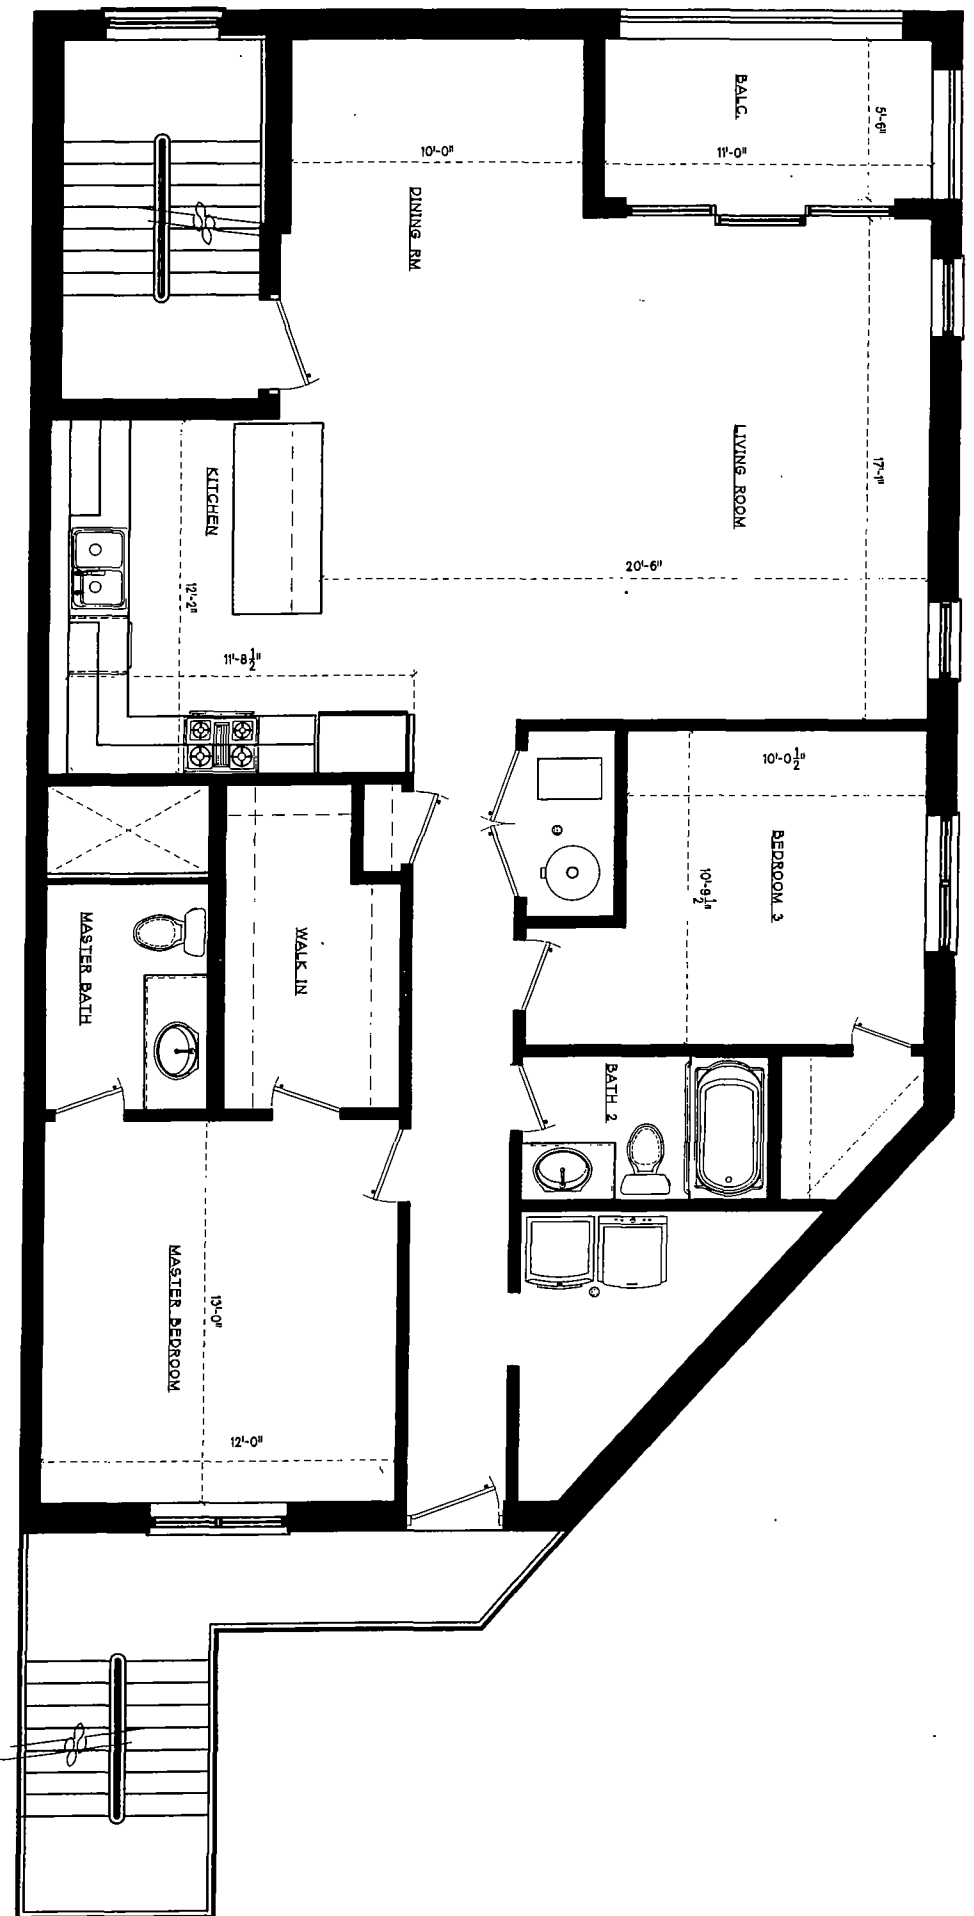 BALC.
5'-6"
11'-0"
10'-0"
DINING RM
LIVING ROOM
17'-1"
20'-6"
KITCHEN
12'-2"
11'-8 1/2"
10'-0 1/2"
BEDROOM 3
10'-9 1/2"
WALK IN
MASTER BATH
BATH 2
MASTER BEDROOM
13'-0"
12'-0"